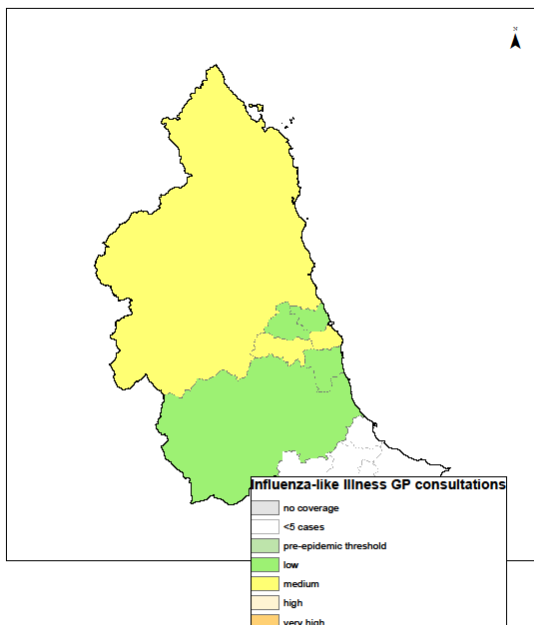 Influenza-like Illness GP consultations
no coverage
<5 cases
pre-epidemic threshold
low
medium
high
very high